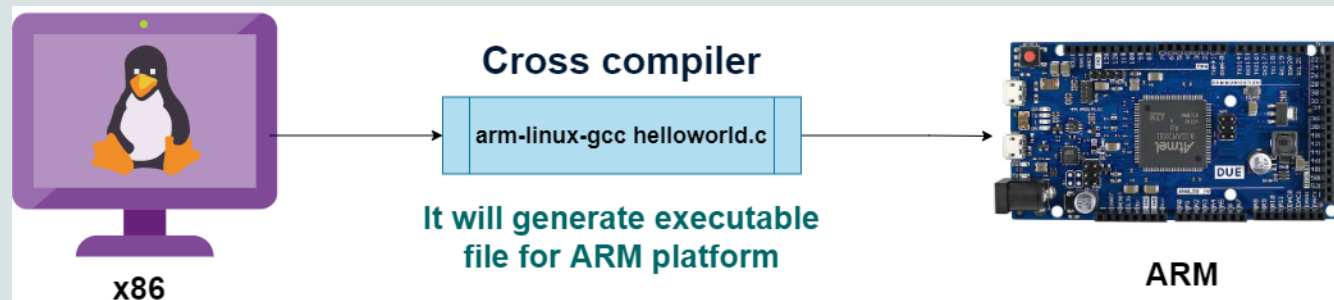 Cross compiler
arm-linux-gcc helloworld.c
It will generate executable
file for ARM platform
x86
ARM
Atmel
DUE